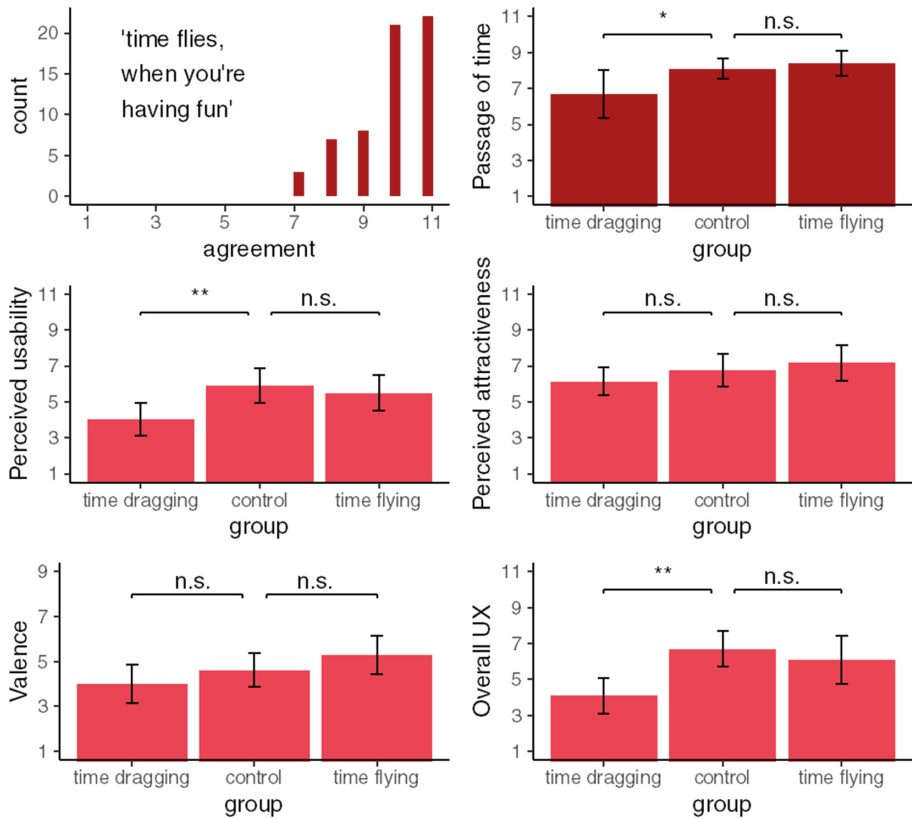 20
15
10
5
0
count
'time flies,
when you're
having fun'
1 3 5 7 9 11
agreement
11
9
7
5
3
1
Passage of time
*
n.s.
time dragging control time flying
group
11
9
7
5
3
1
Perceived usability
**
n.s.
time dragging control time flying
group
11
9
7
5
3
1
Perceived attractiveness
n.s.
n.s.
time dragging control time flying
group
9
7
5
3
1
Valence
n.s.
n.s.
time dragging control time flying
group
11
9
7
5
3
1
Overall UX
**
n.s.
time dragging control time flying
group